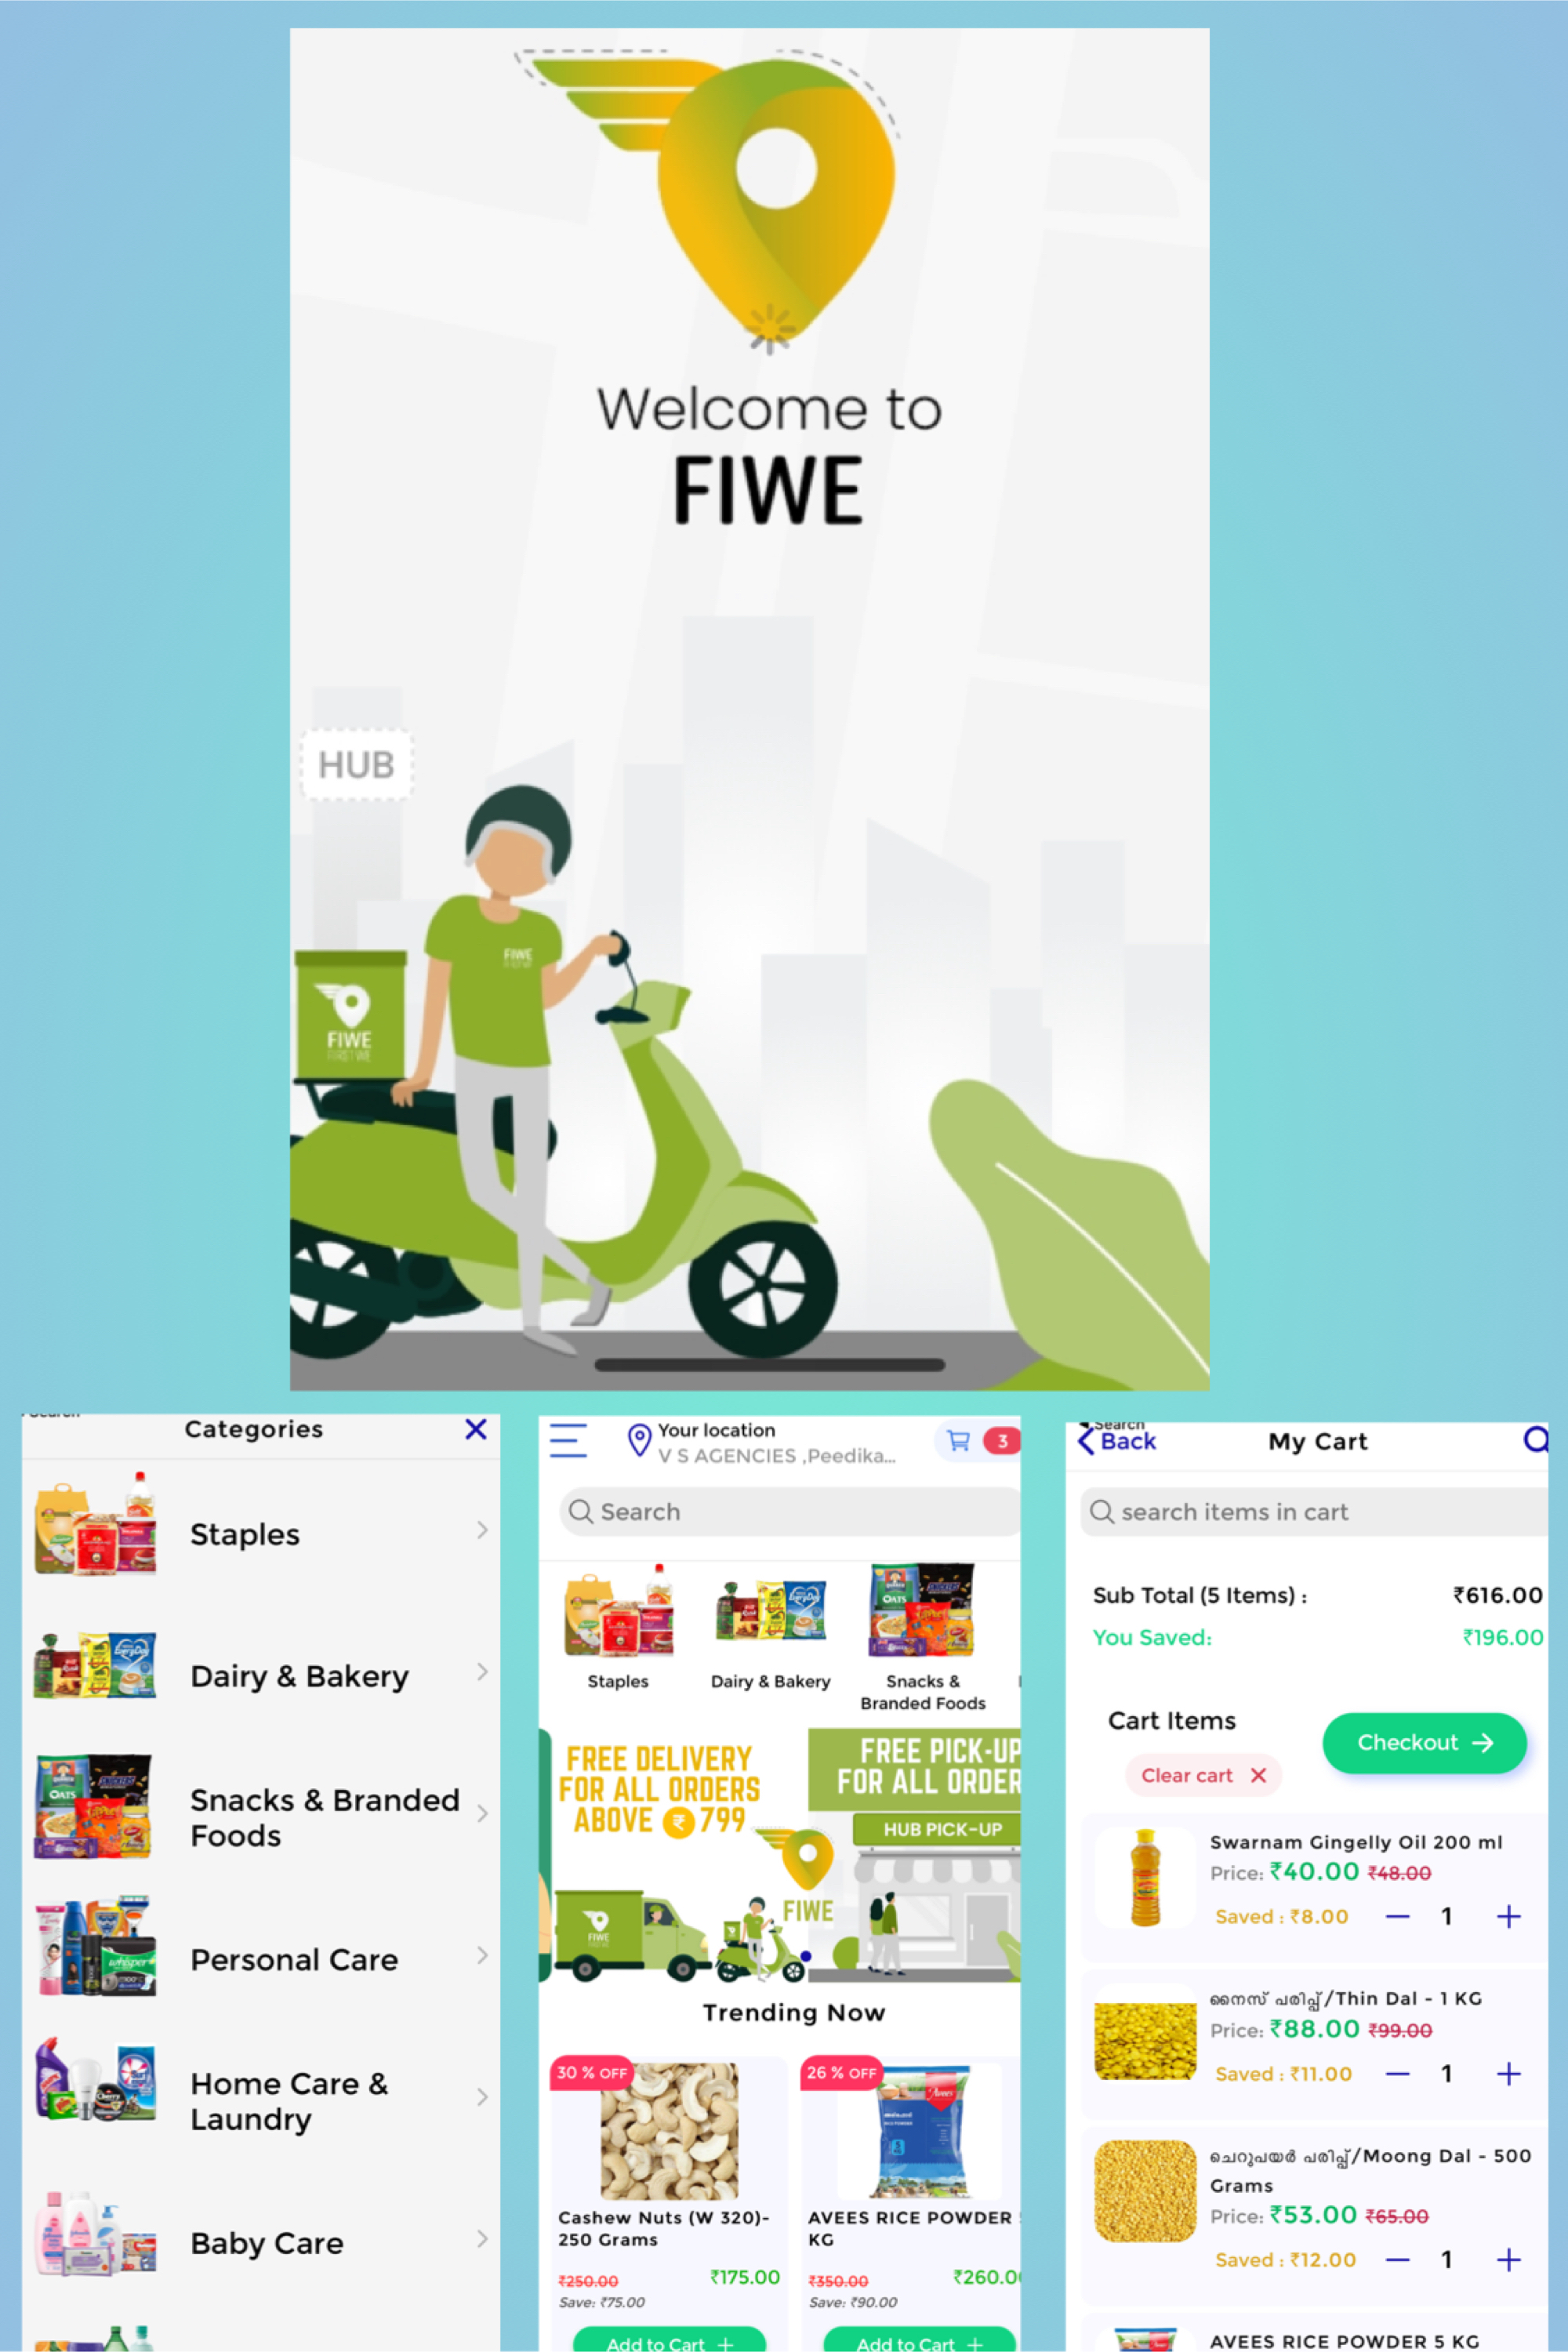 Welcome to
FIWE
HUB
FIWE
FIWE
FIRST WE
Search
Categories
Staples
Dairy & Bakery
Snacks & Branded
Foods
Personal Care
Home Care &
Laundry
Baby Care
Your location
V S AGENCIES ,Peedika...
3
Search
Staples
Dairy & Bakery
Snacks &
Branded Foods
FREE DELIVERY
FOR ALL ORDERS
ABOVE ₹ 799
FIWE
FIWE
FREE PICK-UP
FOR ALL ORDER
HUB PICK-UP
Trending Now
30 % OFF
Cashew Nuts (W 320)-
250 Grams
₹250.00
₹175.00
Save: ₹75.00
Add to Cart +
26 % OFF
Avees
RICE POWDER
AVEES RICE POWDER
KG
₹350.00
₹260.0
Save: ₹90.00
Add to Cart +
Search
Back
My Cart
search items in cart
Sub Total (5 Items) :
₹616.00
You Saved:
₹196.00
Cart Items
Clear cart ✕
Checkout →
Swarnam Gingelly Oil 200 ml
Price: ₹40.00 ₹48.00
Saved : ₹8.00 — 1 +
നൈസ് പരിപ്പ്/Thin Dal - 1 KG
Price: ₹88.00 ₹99.00
Saved : ₹11.00 — 1 +
ചെറുപയർ പരിപ്പ്/Moong Dal - 500
Grams
Price: ₹53.00 ₹65.00
Saved : ₹12.00 — 1 +
AVEES RICE POWDER 5 KG